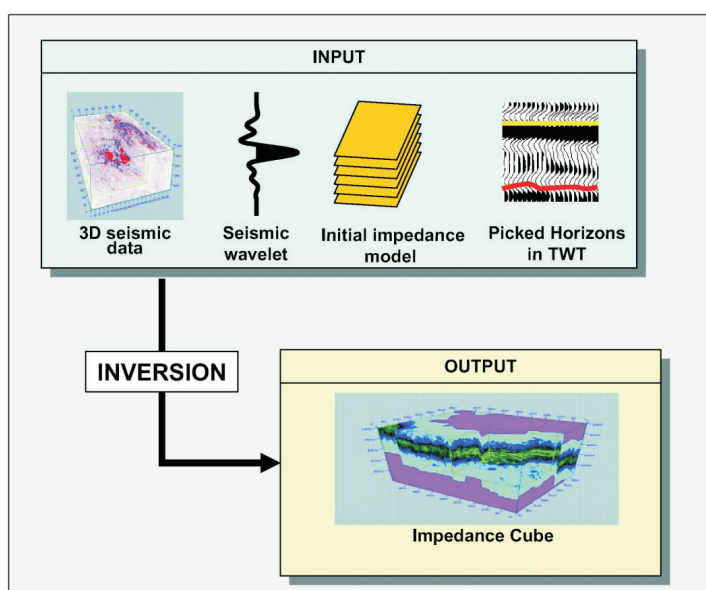 INPUT
3D seismic
data
Seismic
wavelet
Initial impedance
model
Picked Horizons
in TWT
INVERSION
OUTPUT
Impedance Cube